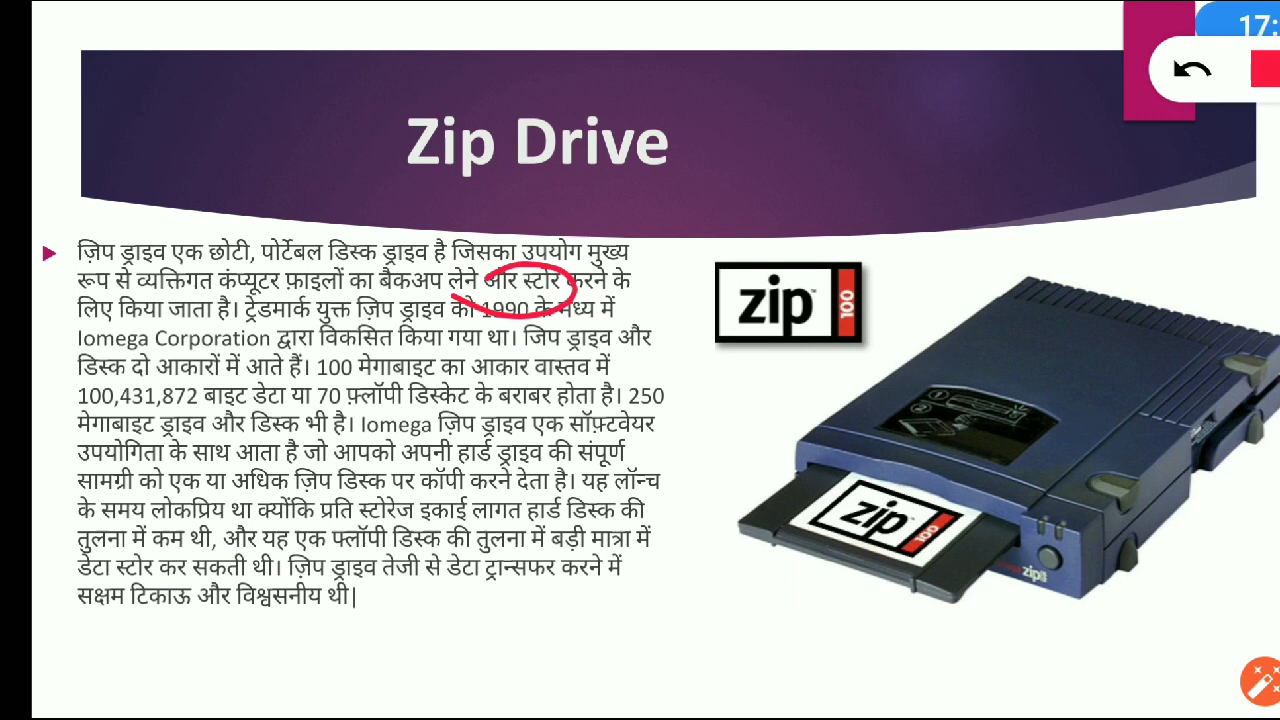 17:
Zip Drive
ज़िप ड्राइव एक छोटी, पोर्टेबल डिस्क ड्राइव है जिसका उपयोग मुख्य
रूप से व्यक्तिगत कंप्यूटर फ़ाइलों का बैकअप लेने और स्टोर करने के
लिए किया जाता है। ट्रेडमार्क युक्त ज़िप ड्राइव को 1990 के मध्य में
Iomega Corporation द्वारा विकसित किया गया था। जिप ड्राइव और
डिस्क दो आकारों में आते हैं। 100 मेगाबाइट का आकार वास्तव में
100,431,872 बाइट डेटा या 70 फ़्लॉपी डिस्केट के बराबर होता है। 250
मेगाबाइट ड्राइव और डिस्क भी है। Iomega ज़िप ड्राइव एक सॉफ़्टवेयर
उपयोगिता के साथ आता है जो आपको अपनी हार्ड ड्राइव की संपूर्ण
सामग्री को एक या अधिक ज़िप डिस्क पर कॉपी करने देता है। यह लॉन्च
के समय लोकप्रिय था क्योंकि प्रति स्टोरेज इकाई लागत हार्ड डिस्क की
तुलना में कम थी, और यह एक फ्लॉपी डिस्क की तुलना में बड़ी मात्रा में
डेटा स्टोर कर सकती थी। ज़िप ड्राइव तेजी से डेटा ट्रान्सफर करने में
सक्षम टिकाऊ और विश्वसनीय थी|
zip™ 100
zip 100